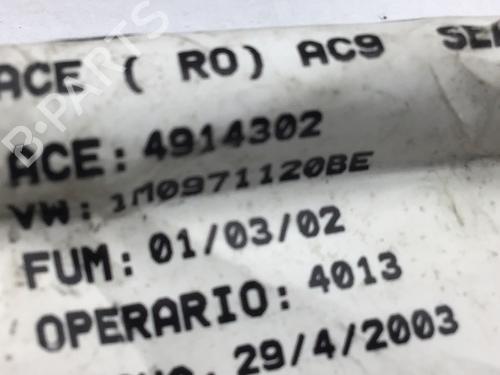 ACE ( RO) AC9
ACE: 4914302
VW: 1M0971120BE
FUM: 01/03/02
OPERARIO: 4013
29/4/2003